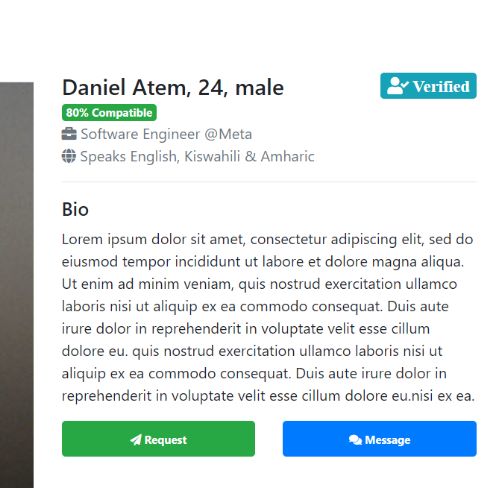 Daniel Atem, 24, male
Verified
80% Compatible
Software Engineer @Meta
Speaks English, Kiswahili & Amharic
Bio
Lorem ipsum dolor sit amet, consectetur adipiscing elit, sed do
eiusmod tempor incididunt ut labore et dolore magna aliqua.
Ut enim ad minim veniam, quis nostrud exercitation ullamco
laboris nisi ut aliquip ex ea commodo consequat. Duis aute
irure dolor in reprehenderit in voluptate velit esse cillum
dolore eu. quis nostrud exercitation ullamco laboris nisi ut
aliquip ex ea commodo consequat. Duis aute irure dolor in
reprehenderit in voluptate velit esse cillum dolore eu.nisi ex ea.
Request
Message